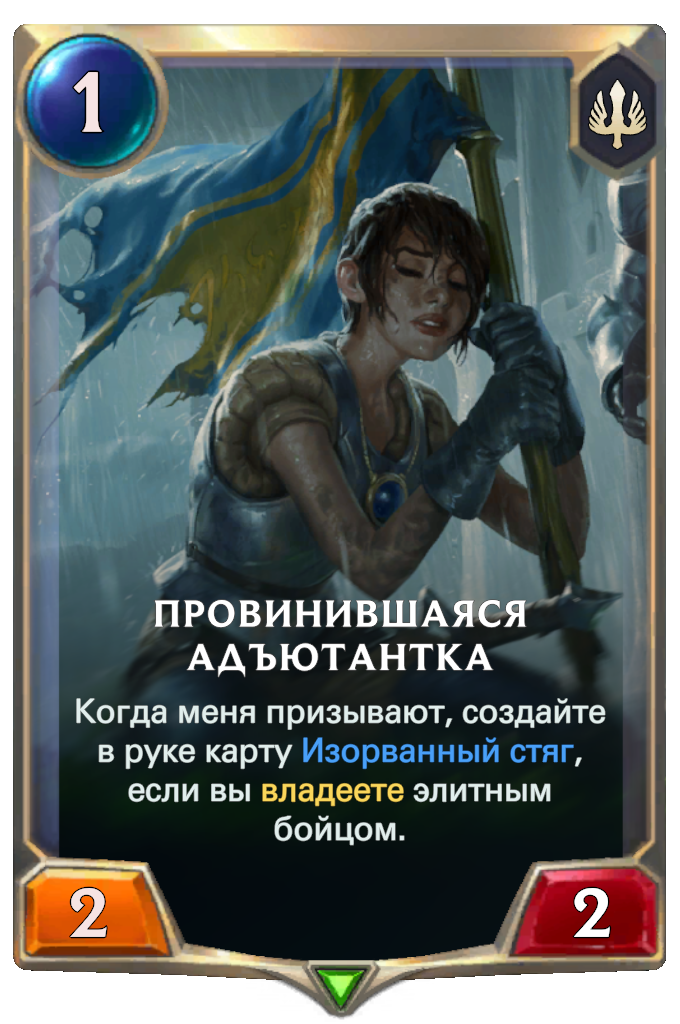 1
ПРОВИНИВШАЯСЯ
АДЪЮТАНТКА
Когда меня призывают, создайте
в руке карту Изорванный стяг,
если вы владеете элитным
бойцом.
2
2